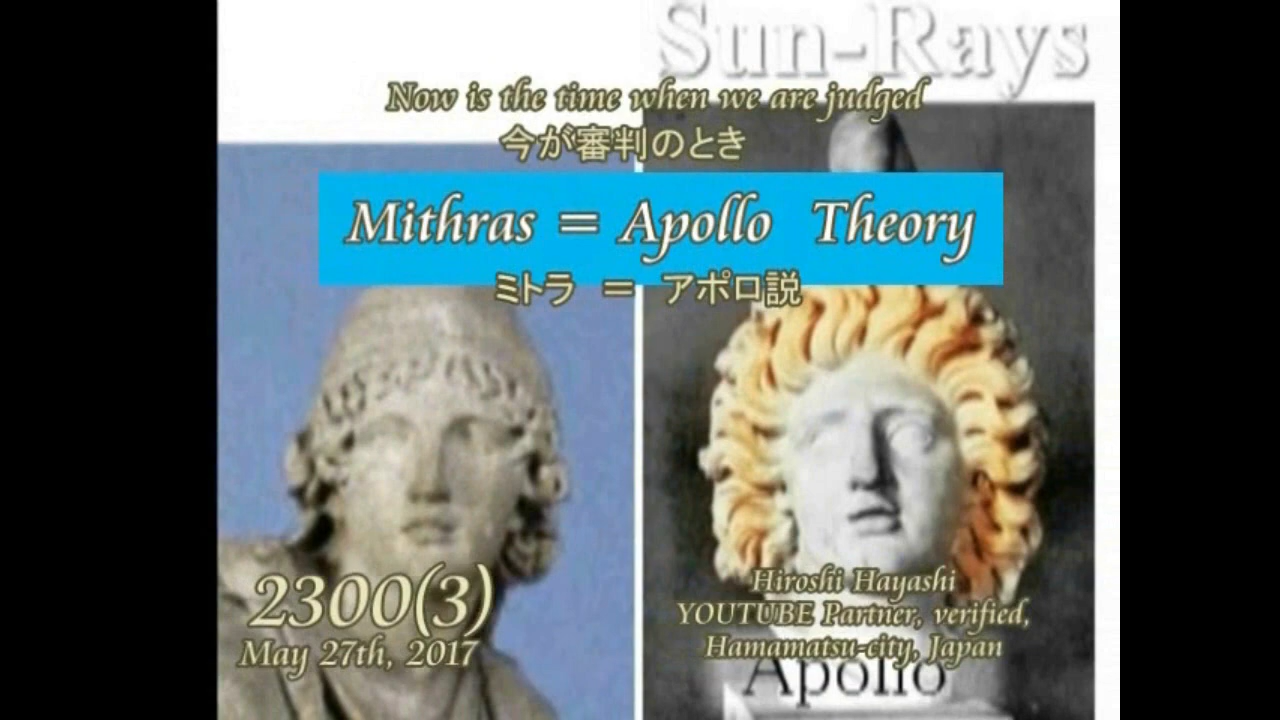 Sun-Rays
Now is the time when we are judged
今が審判のとき
Mithras = Apollo Theory
ミトラ = アポロ説
2300(3)
May 27th, 2017
Hiroshi Hayashi
YOUTUBE Partner, verified,
Hamamatsu-city, Japan
Apollo